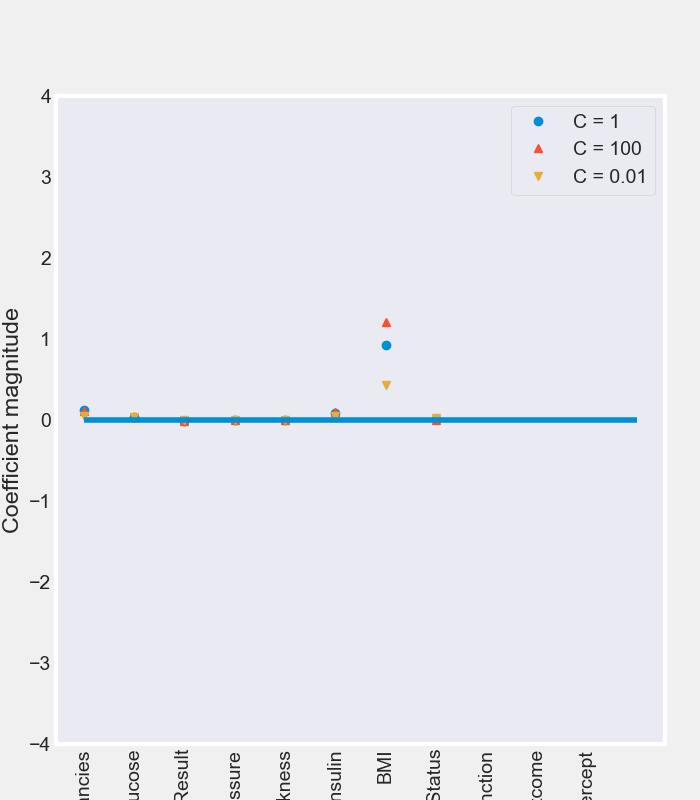 4
3
2
1
0
−1
−2
−3
−4
Coefficient magnitude
C = 1
C = 100
C = 0.01
ancies
ucose
Result
ssure
kness
nsulin
BMI
Status
nction
tcome
ercept